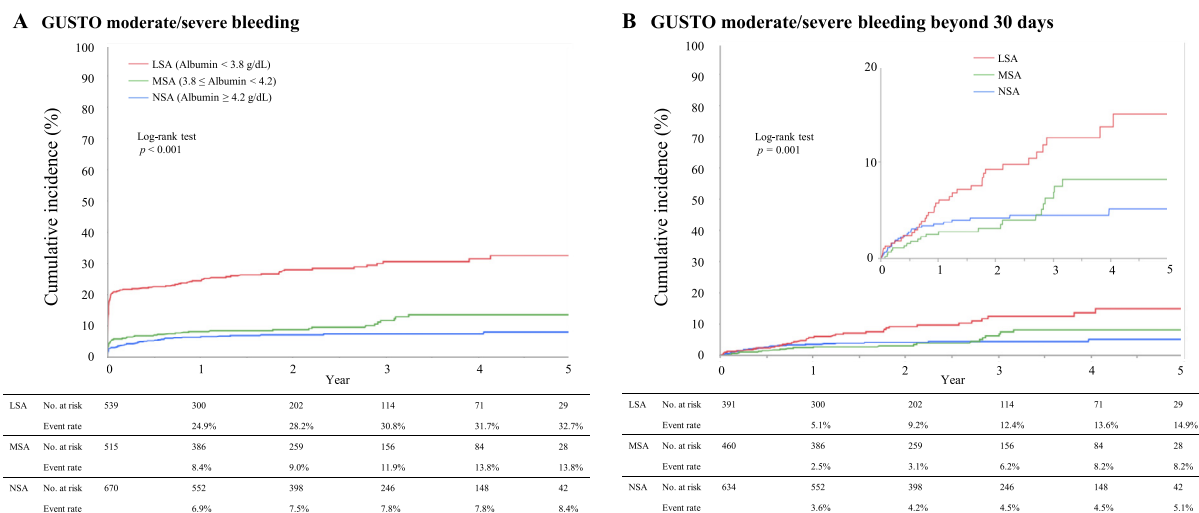 A GUSTO moderate/severe bleeding
Cumulative incidence (%)
100
90
80
70
60
50
40
30
20
10
0
LSA (Albumin < 3.8 g/dL)
MSA (3.8 ≤ Albumin < 4.2)
NSA (Albumin ≥ 4.2 g/dL)
Log-rank test
p < 0.001
0 1 2 3 4 5
Year
LSA No. at risk 539 300 202 114 71 29
Event rate 24.9% 28.2% 30.8% 31.7% 32.7%
MSA No. at risk 515 386 259 156 84 28
Event rate 8.4% 9.0% 11.9% 13.8% 13.8%
NSA No. at risk 670 552 398 246 148 42
Event rate 6.9% 7.5% 7.8% 7.8% 8.4%
B GUSTO moderate/severe bleeding beyond 30 days
Cumulative incidence (%)
100
90
80
70
60
50
40
30
20
10
0
Log-rank test
p = 0.001
20
10
0
LSA
MSA
NSA
0 1 2 3 4 5
0 1 2 3 4 5
Year
LSA No. at risk 391 300 202 114 71 29
Event rate 5.1% 9.2% 12.4% 13.6% 14.9%
MSA No. at risk 460 386 259 156 84 28
Event rate 2.5% 3.1% 6.2% 8.2% 8.2%
NSA No. at risk 634 552 398 246 148 42
Event rate 3.6% 4.2% 4.5% 4.5% 5.1%